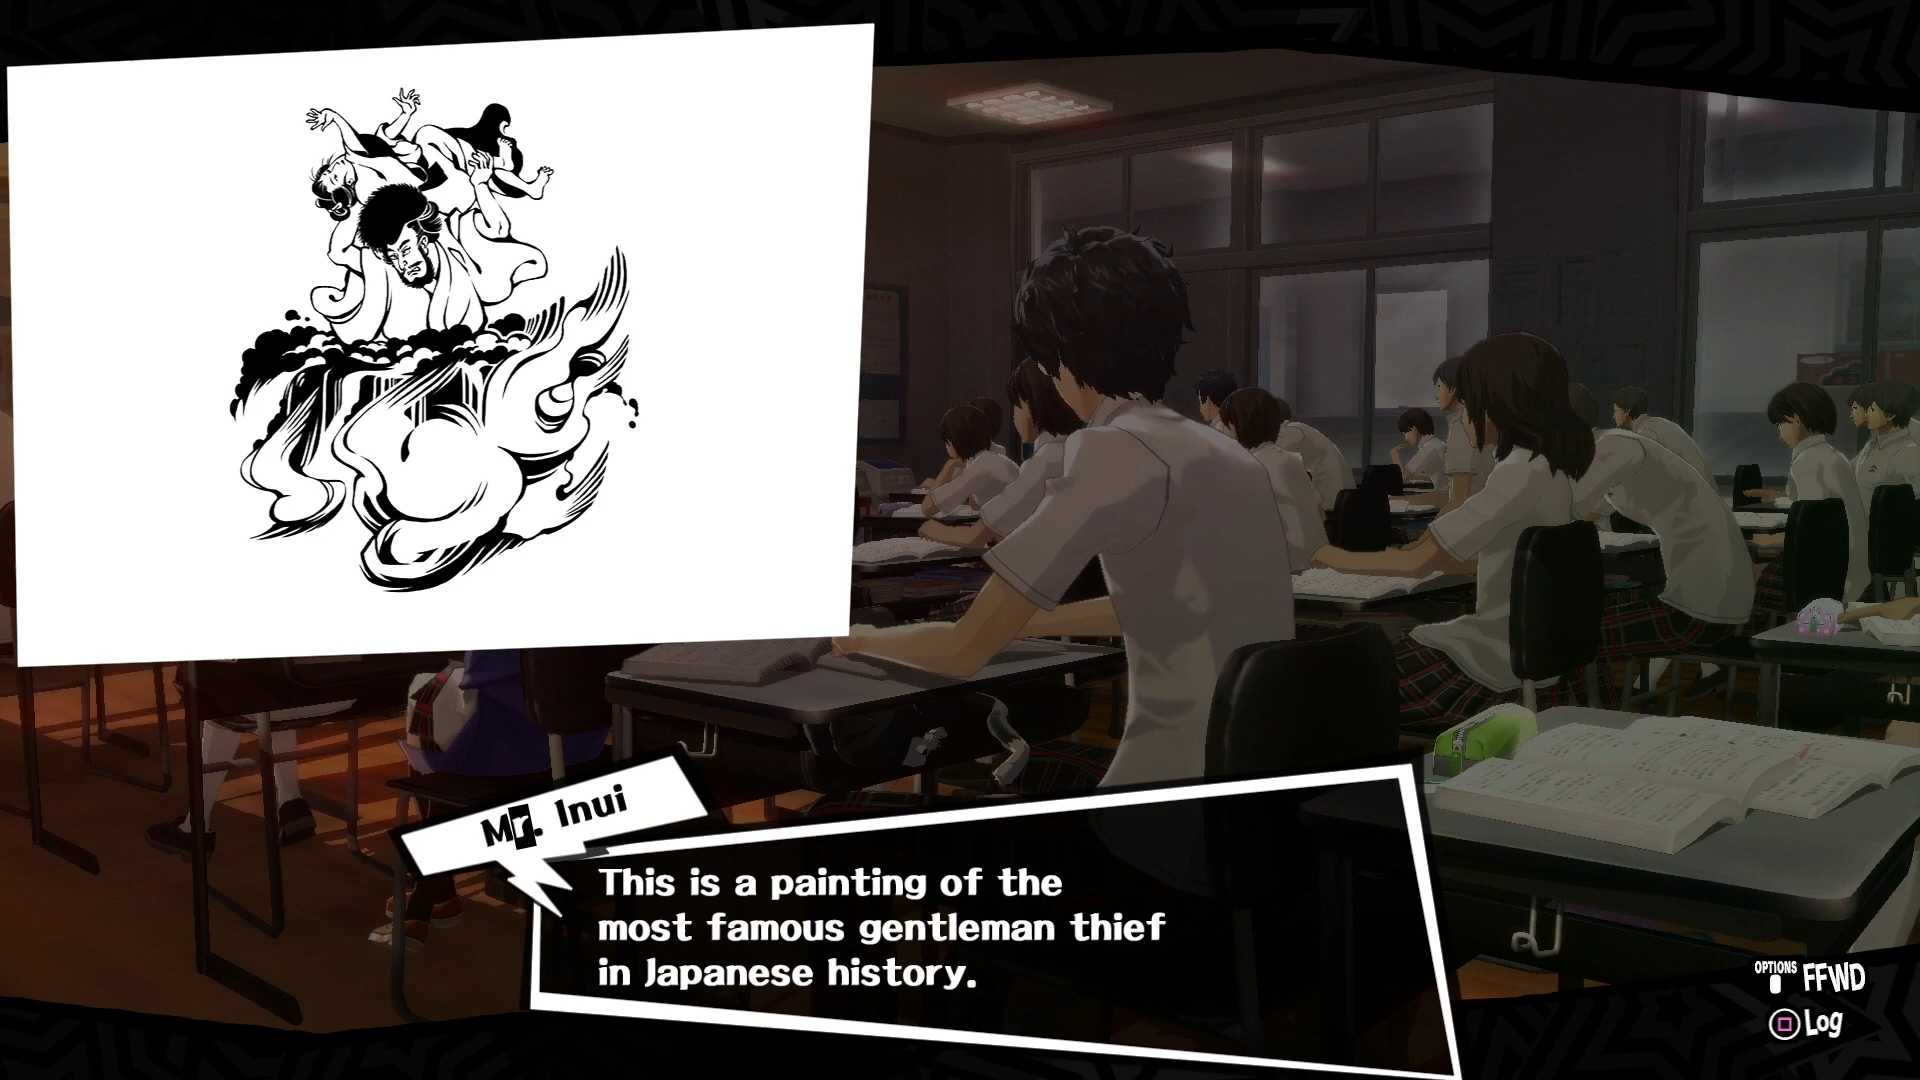 Mr. Inui
This is a painting of the
most famous gentleman thief
in Japanese history.
OPTIONS FFWD
Log